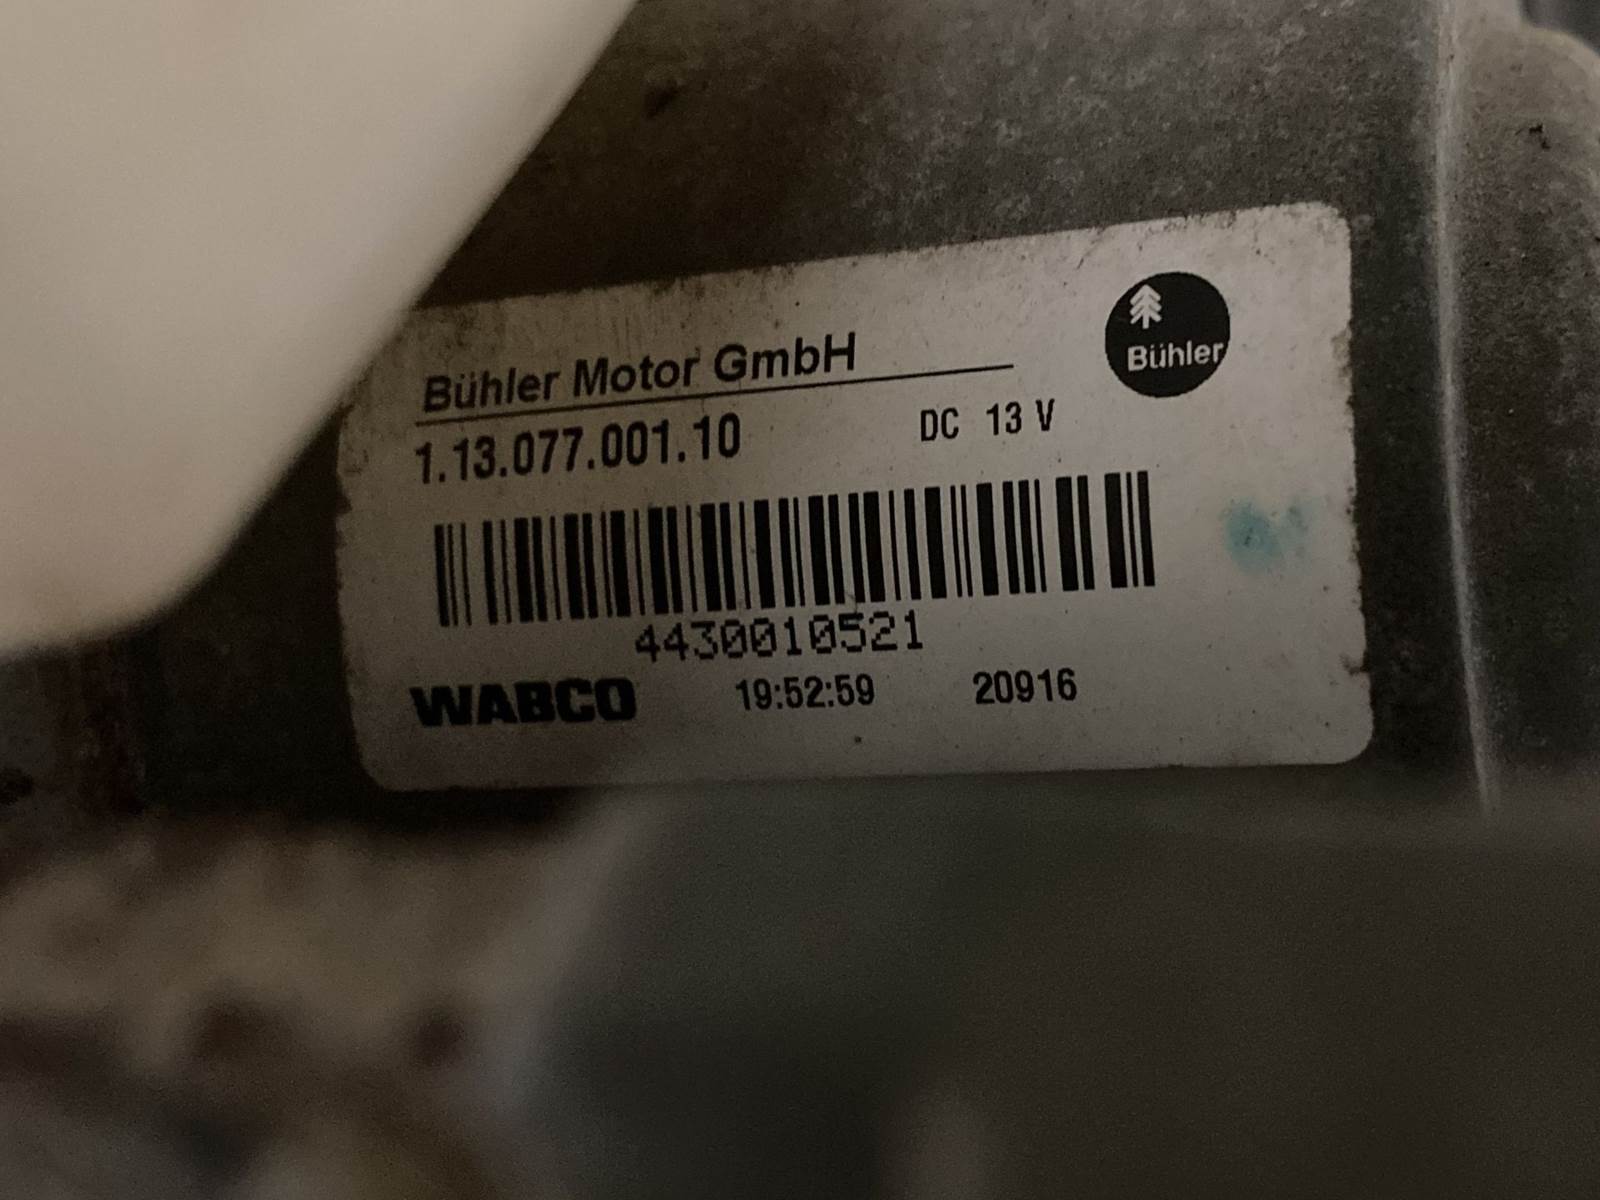 Bühler Motor GmbH
Bühler
1.13.077.001.10 DC 13 V
4430010521
WABCO 19:52:59 20916